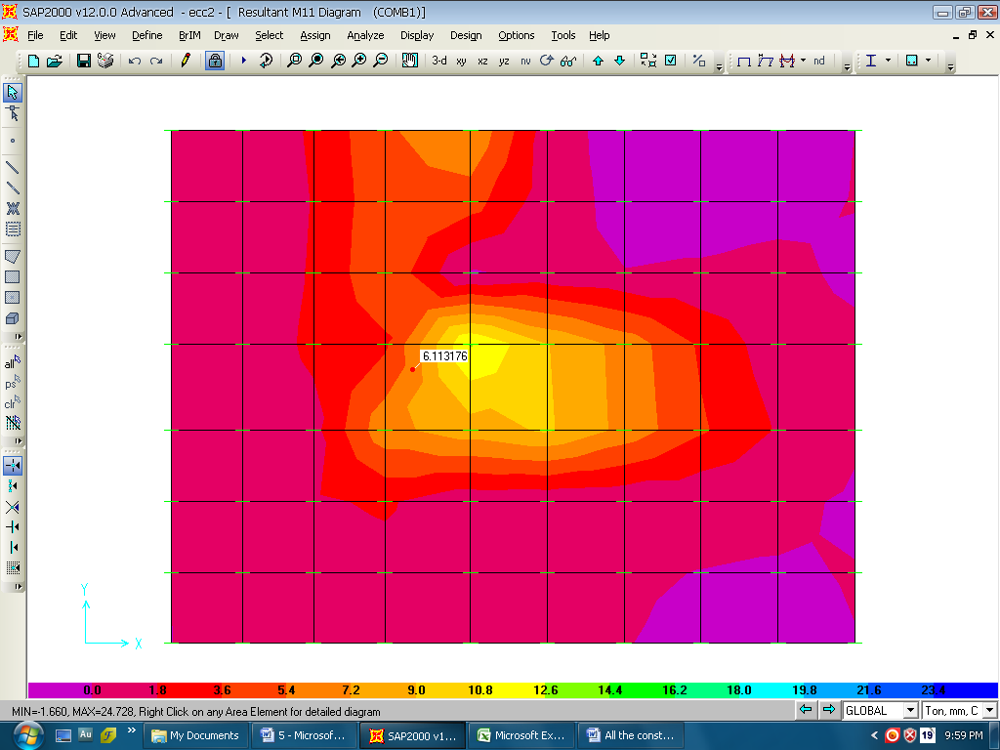 SAP2000 v12.0.0 Advanced - ecc2 - [ Resultant M11 Diagram (COMB1)]
File Edit View Define BrIM Draw Select Assign Analyze Display Design Options Tools Help
3-d xy xz yz nv nd
all
ps
clr
6.113176
Y
X
0.0 1.8 3.6 5.4 7.2 9.0 10.8 12.6 14.4 16.2 18.0 19.8 21.6 23.4
MIN=-1.660, MAX=24.728, Right Click on any Area Element for detailed diagram
GLOBAL
Ton, mm, C
Au
My Documents
5 - Microsof...
SAP2000 v1...
Microsoft Ex...
All the const...
19
9:59 PM